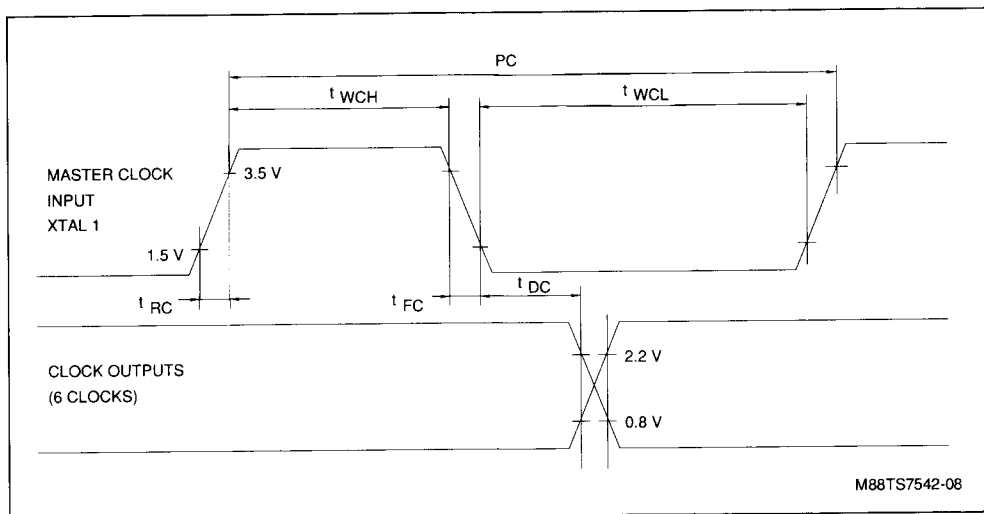 PC
t WCH
t WCL
MASTER CLOCK
INPUT
XTAL 1
3.5 V
1.5 V
t RC
t FC
t DC
CLOCK OUTPUTS
(6 CLOCKS)
2.2 V
0.8 V
M88TS7542-08